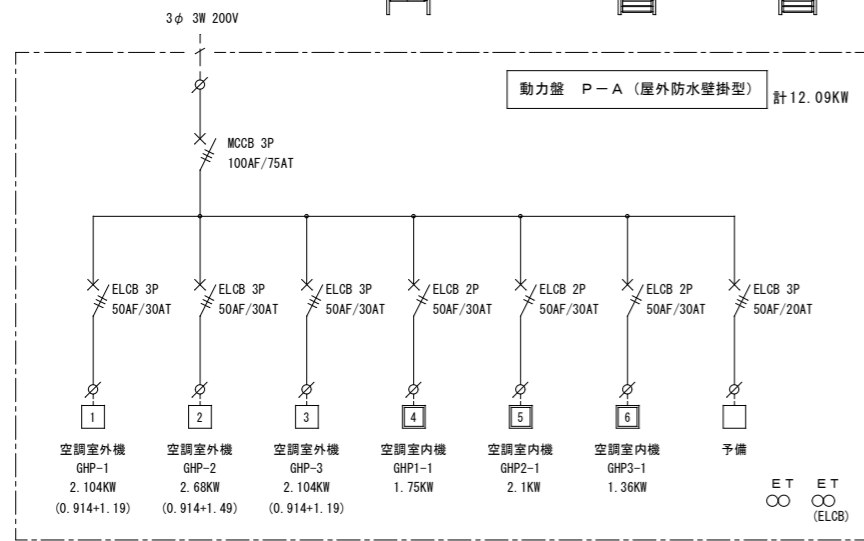 3φ 3W 200V
動力盤 P－A（屋外防水壁掛型）
計12.09KW
MCCB 3P
100AF/75AT
ELCB 3P
50AF/30AT
ELCB 3P
50AF/30AT
ELCB 3P
50AF/30AT
ELCB 2P
50AF/30AT
ELCB 2P
50AF/30AT
ELCB 2P
50AF/30AT
ELCB 3P
50AF/20AT
1
2
3
4
5
6
空調室外機
GHP-1
2.104KW
(0.914+1.19)
空調室外機
GHP-2
2.68KW
(0.914+1.49)
空調室外機
GHP-3
2.104KW
(0.914+1.19)
空調室内機
GHP1-1
1.75KW
空調室内機
GHP2-1
2.1KW
空調室内機
GHP3-1
1.36KW
予備
ET
ET
(ELCB)